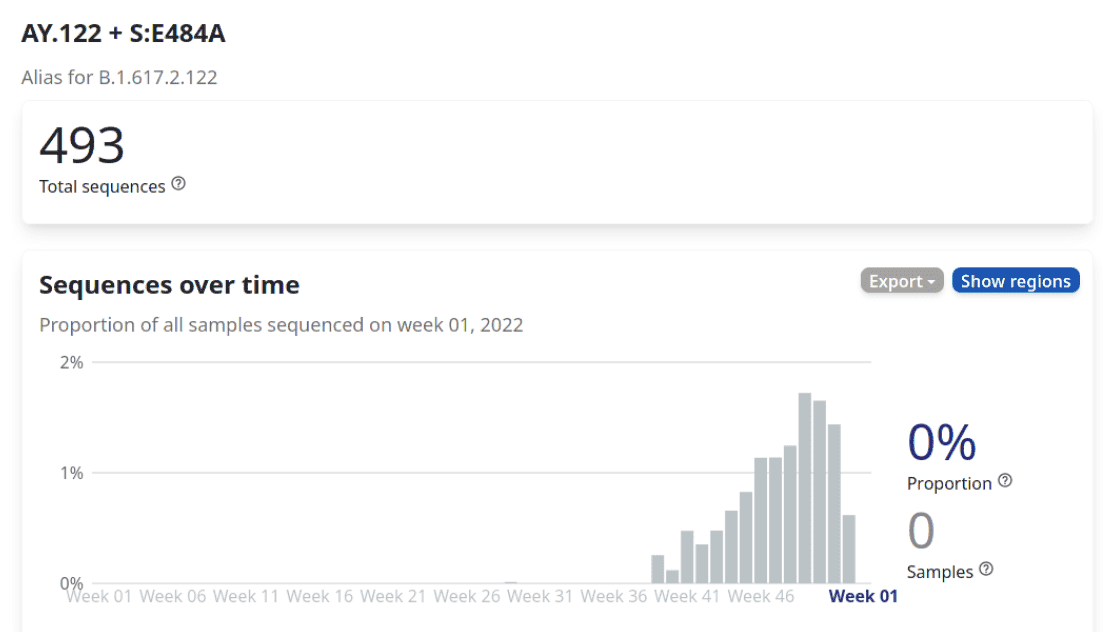 AY.122 + S:E484A
Alias for B.1.617.2.122
493
Total sequences ?
Sequences over time
Export
Show regions
Proportion of all samples sequenced on week 01, 2022
2%
1%
0%
0%
Proportion ?
0
Samples ?
Week 01 Week 06 Week 11 Week 16 Week 21 Week 26 Week 31 Week 36 Week 41 Week 46 Week 01